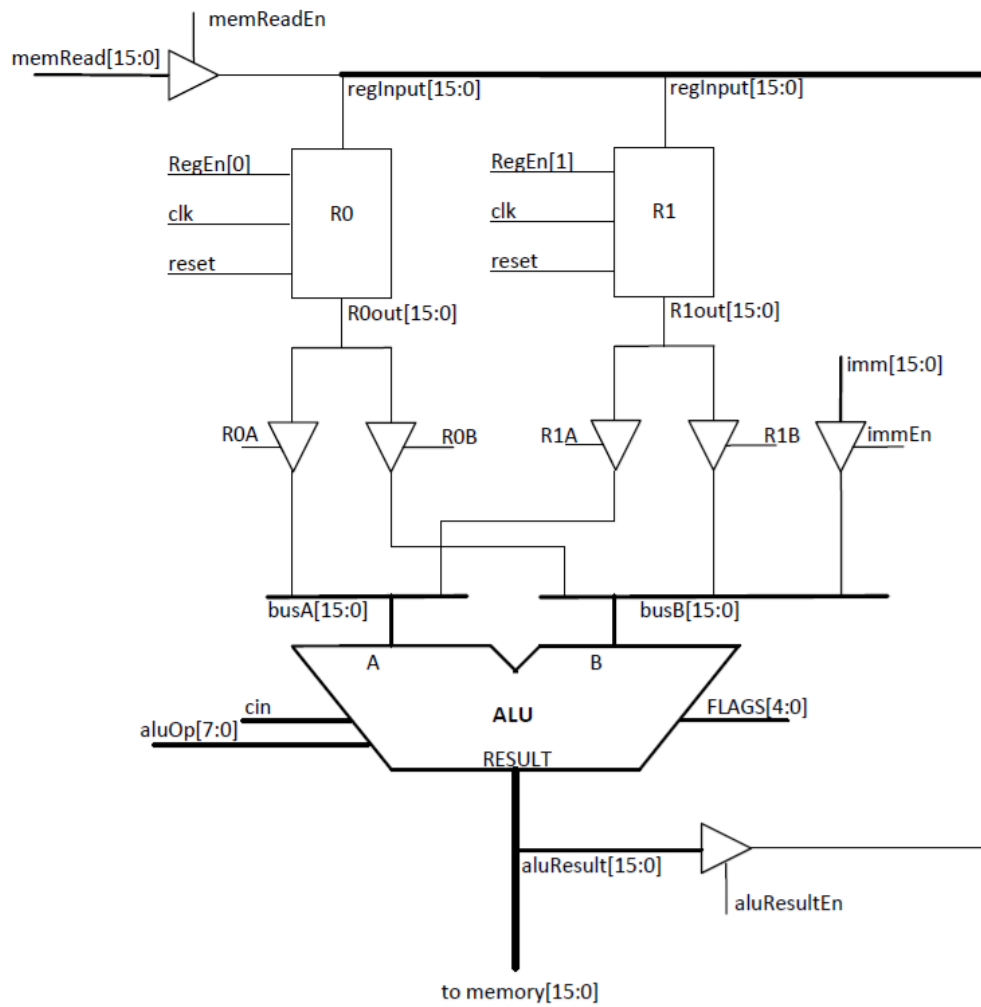 memReadEn
memRead[15:0]
regInput[15:0]
regInput[15:0]
RegEn[0]
RegEn[1]
R0
R1
clk
clk
reset
reset
R0out[15:0]
R1out[15:0]
imm[15:0]
R0A
R0B
R1A
R1B
immEn
busA[15:0]
busB[15:0]
A
B
cin
ALU
FLAGS[4:0]
aluOp[7:0]
RESULT
aluResult[15:0]
aluResultEn
to memory[15:0]